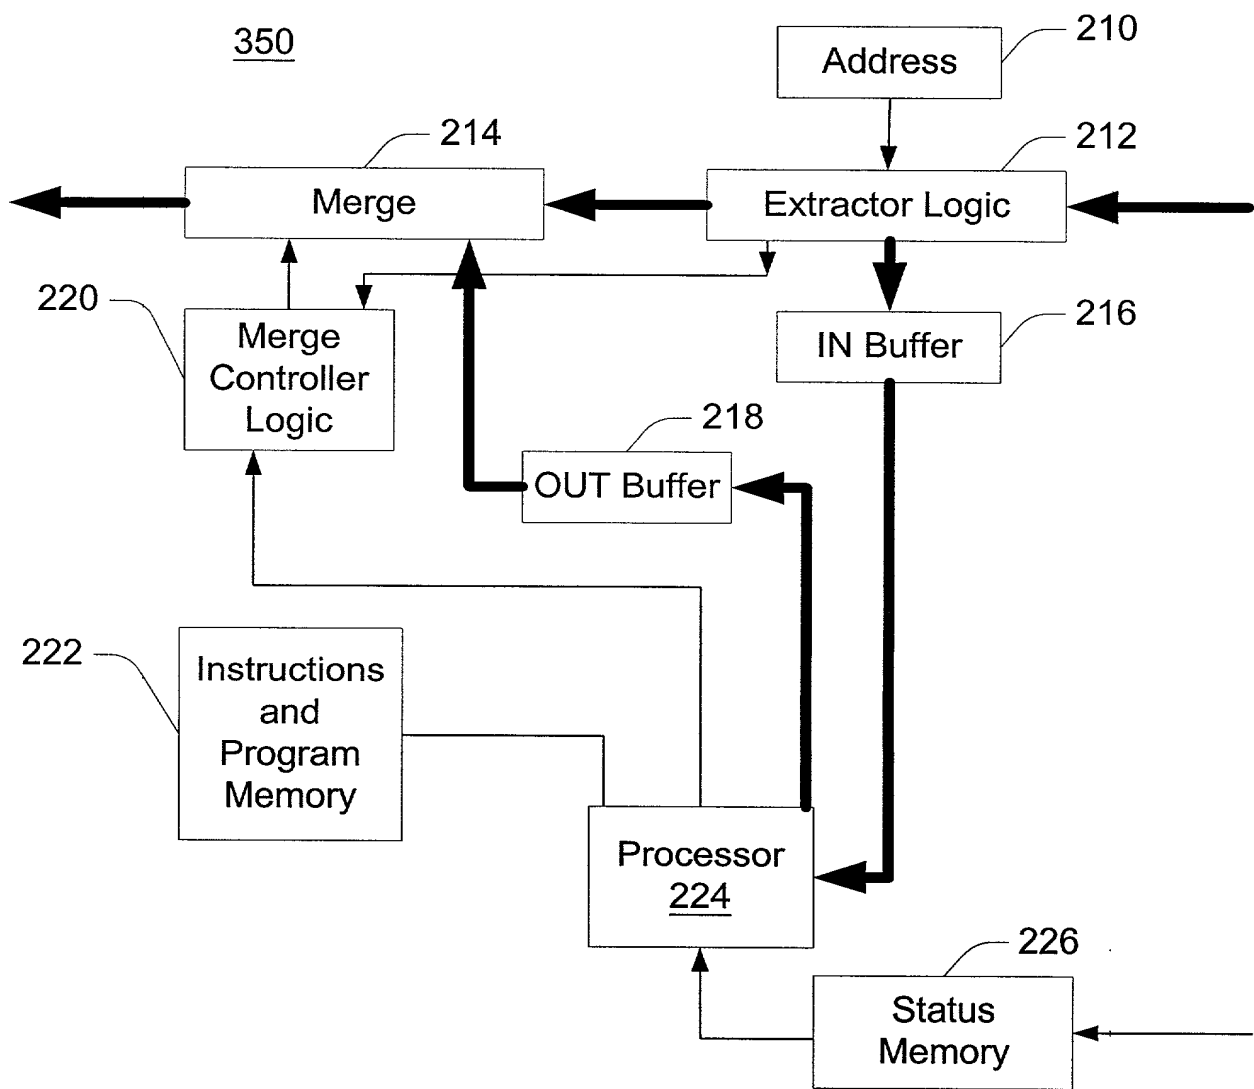 350
210
Address
214
212
Merge
Extractor Logic
220
216
Merge
Controller
Logic
IN Buffer
218
OUT Buffer
222
Instructions
and
Program
Memory
Processor
224
226
Status
Memory